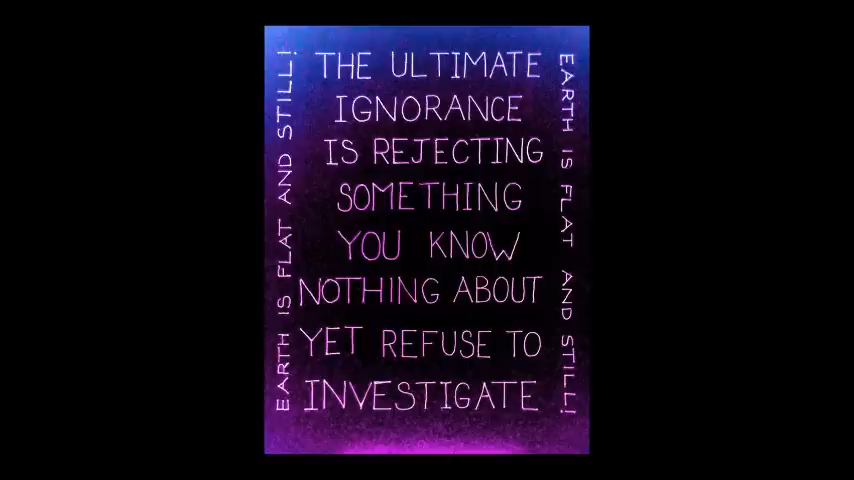 THE ULTIMATE
IGNORANCE
IS REJECTING
SOMETHING
YOU KNOW
NOTHING ABOUT
YET REFUSE TO
INVESTIGATE
EARTH IS FLAT AND STILL!
EARTH IS FLAT AND STILL!